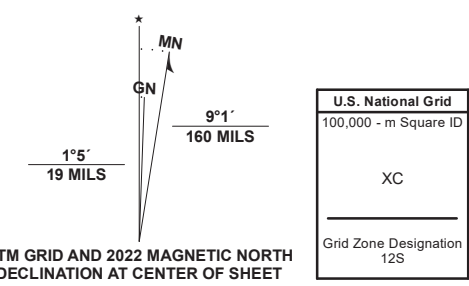 ★
MN
GN
1°5´
19 MILS
9°1´
160 MILS
TM GRID AND 2022 MAGNETIC NORTH
DECLINATION AT CENTER OF SHEET
U.S. National Grid
100,000 - m Square ID
XC
Grid Zone Designation
12S